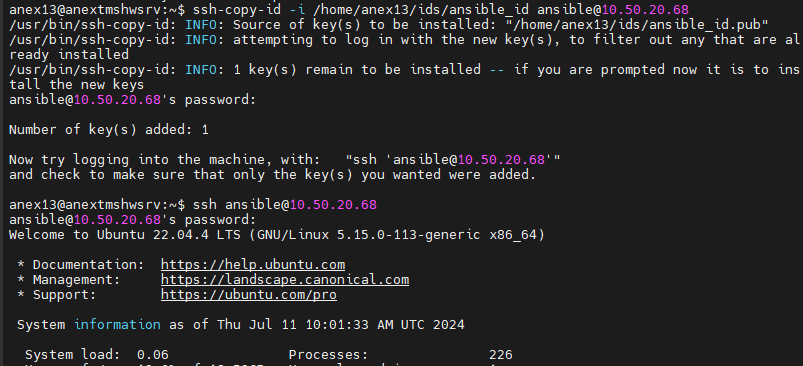 anex13@anextmshwsrv:~$ ssh-copy-id -i /home/anex13/ids/ansible_id ansible@10.50.20.68
/usr/bin/ssh-copy-id: INFO: Source of key(s) to be installed: "/home/anex13/ids/ansible_id.pub"
/usr/bin/ssh-copy-id: INFO: attempting to log in with the new key(s), to filter out any that are al
ready installed
/usr/bin/ssh-copy-id: INFO: 1 key(s) remain to be installed -- if you are prompted now it is to ins
tall the new keys
ansible@10.50.20.68's password:
Number of key(s) added: 1
Now try logging into the machine, with:   "ssh 'ansible@10.50.20.68'"
and check to make sure that only the key(s) you wanted were added.
anex13@anextmshwsrv:~$ ssh ansible@10.50.20.68
ansible@10.50.20.68's password:
Welcome to Ubuntu 22.04.4 LTS (GNU/Linux 5.15.0-113-generic x86_64)
* Documentation:  https://help.ubuntu.com
* Management:     https://landscape.canonical.com
* Support:        https://ubuntu.com/pro
System information as of Thu Jul 11 10:01:33 AM UTC 2024
System load:  0.06               Processes:               226